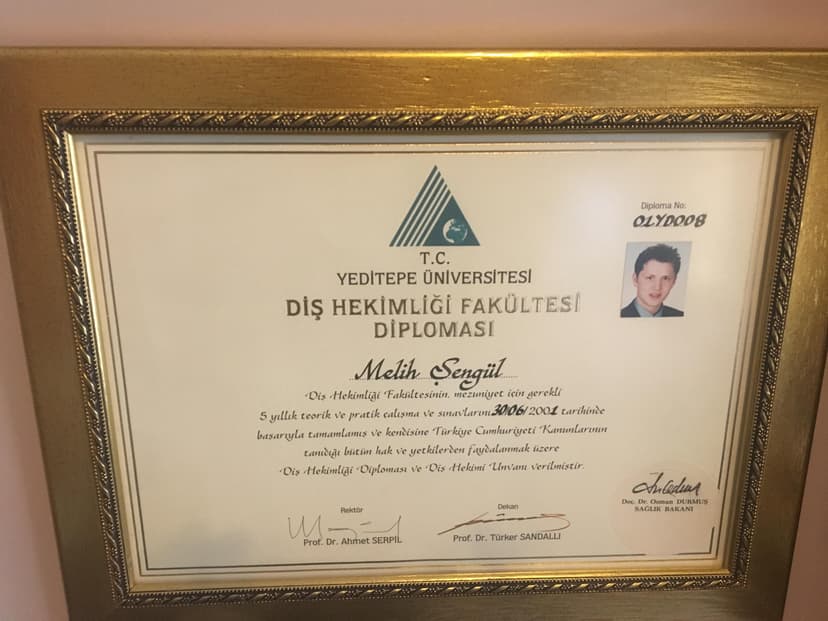 Diploma No:
01YD008
T.C.
YEDİTEPE ÜNİVERSİTESİ
DİŞ HEKİMLİĞİ FAKÜLTESİ
DİPLOMASI
Melih Şengül
Diş Hekimliği Fakültesinin, mezuniyet için gerekli
5 yıllık teorik ve pratik çalışma ve sınavlarını 30/06/2001 tarihinde
başarıyla tamamlamış ve kendisine Türkiye Cumhuriyeti Kanunlarının
tanıdığı bütün hak ve yetkilerden faydalanmak üzere
Diş Hekimliği Diploması ve Diş Hekimi Unvanı verilmiştir.
Rektör
Prof. Dr. Ahmet SERPİL
Dekan
Prof. Dr. Türker SANDALLI
Doç. Dr. Osman DURMUŞ
SAĞLIK BAKANI